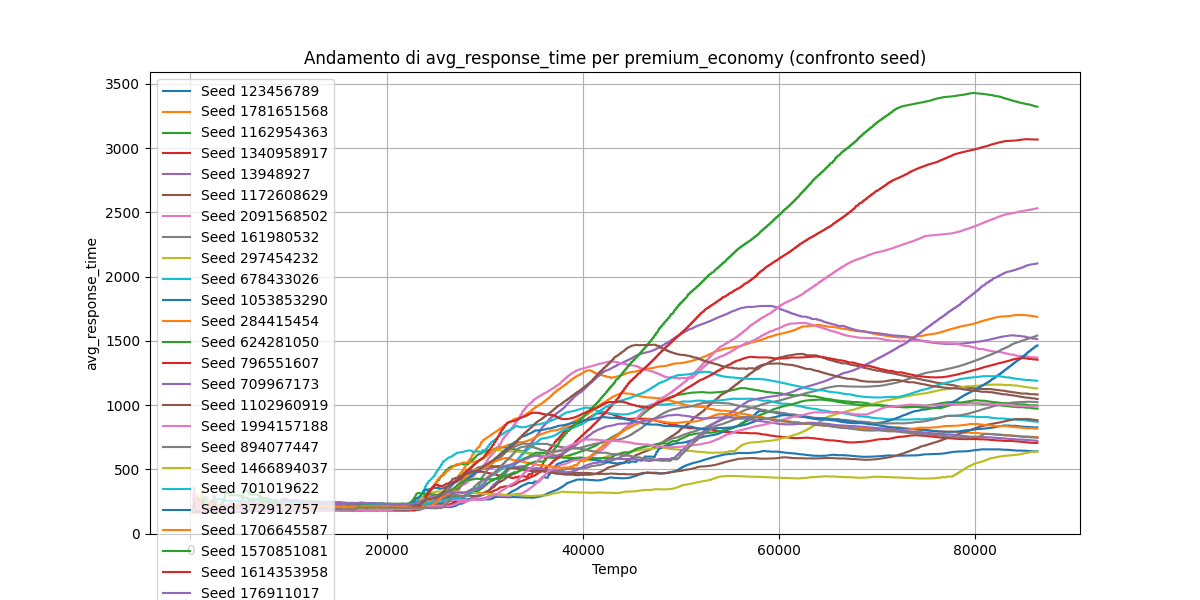 Andamento di avg_response_time per premium_economy (confronto seed)
3500
3000
2500
2000
1500
1000
500
0
avg_response_time
Seed 123456789
Seed 1781651568
Seed 1162954363
Seed 1340958917
Seed 13948927
Seed 1172608629
Seed 2091568502
Seed 161980532
Seed 297454232
Seed 678433026
Seed 1053853290
Seed 284415454
Seed 624281050
Seed 796551607
Seed 709967173
Seed 1102960919
Seed 1994157188
Seed 894077447
Seed 1466894037
Seed 701019622
Seed 372912757
Seed 1706645587
Seed 1570851081
Seed 1614353958
Seed 176911017
0
20000
40000
60000
80000
Tempo